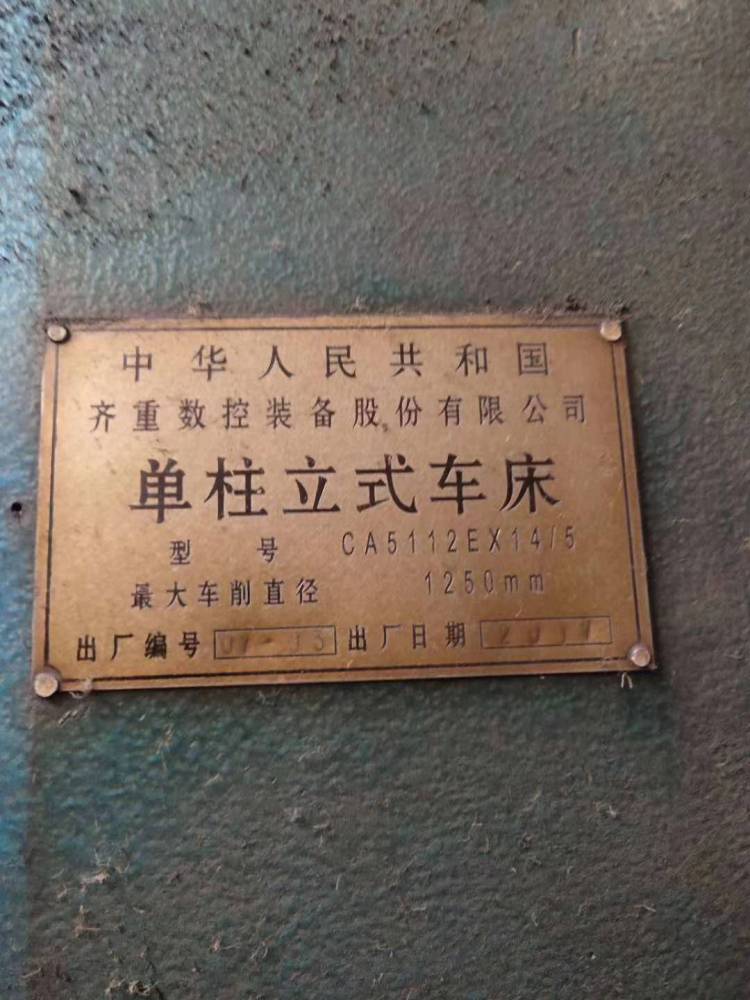 中华人民共和国
齐重数控装备股份有限公司
单柱立式车床
型号 CA5112EX14/5
最大车削直径 1250mm
出厂编号 出厂日期